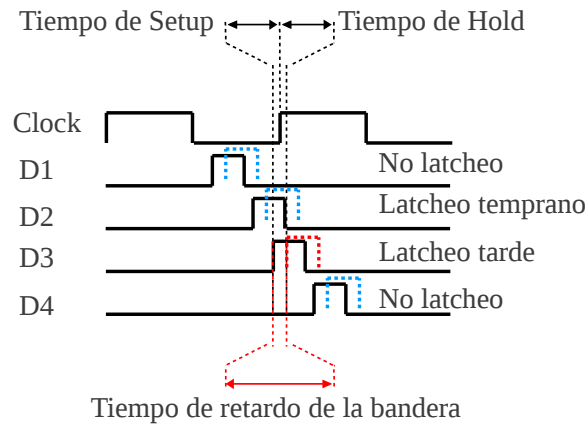 Tiempo de Setup
Tiempo de Hold
Clock
D1
No latcheo
D2
Latcheo temprano
D3
Latcheo tarde
D4
No latcheo
Tiempo de retardo de la bandera